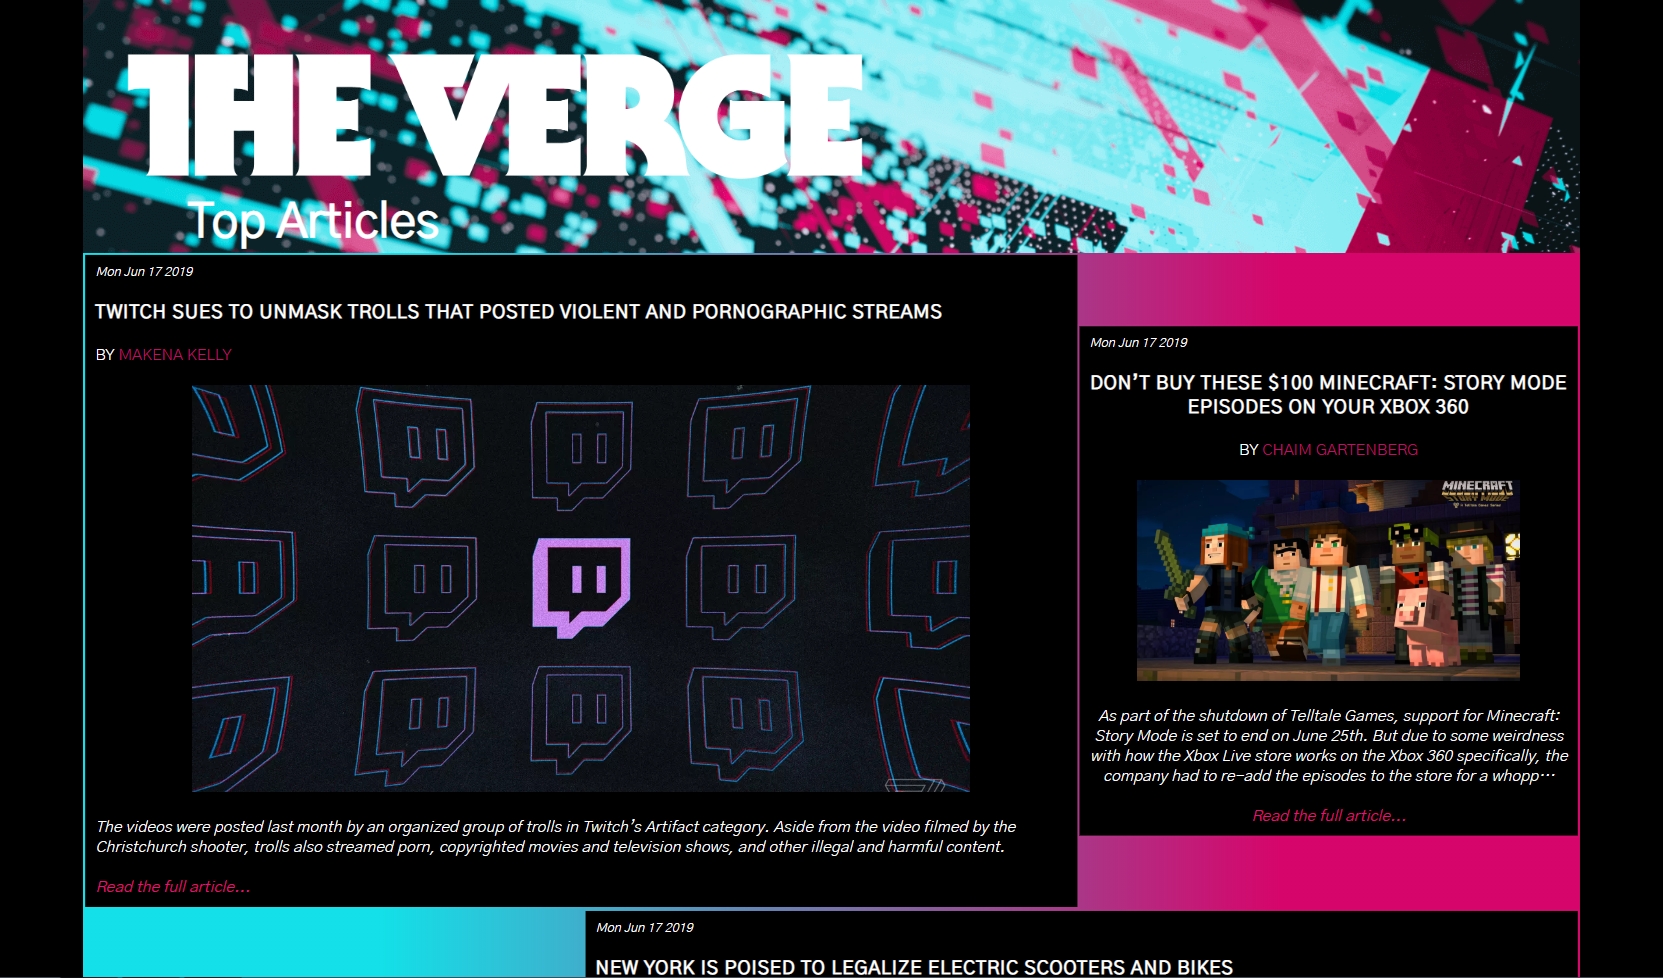 THE VERGE
Top Articles
Mon Jun 17 2019
TWITCH SUES TO UNMASK TROLLS THAT POSTED VIOLENT AND PORNOGRAPHIC STREAMS
BY MAKENA KELLY
The videos were posted last month by an organized group of trolls in Twitch’s Artifact category. Aside from the video filmed by the
Christchurch shooter, trolls also streamed porn, copyrighted movies and television shows, and other illegal and harmful content.
Read the full article...
Mon Jun 17 2019
DON’T BUY THESE $100 MINECRAFT: STORY MODE
EPISODES ON YOUR XBOX 360
BY CHAIM GARTENBERG
MINECRAFT
STORY MODE
As part of the shutdown of Telltale Games, support for Minecraft:
Story Mode is set to end on June 25th. But due to some weirdness
with how the Xbox Live store works on the Xbox 360 specifically, the
company had to re-add the episodes to the store for a whopp…
Read the full article...
Mon Jun 17 2019
NEW YORK IS POISED TO LEGALIZE ELECTRIC SCOOTERS AND BIKES